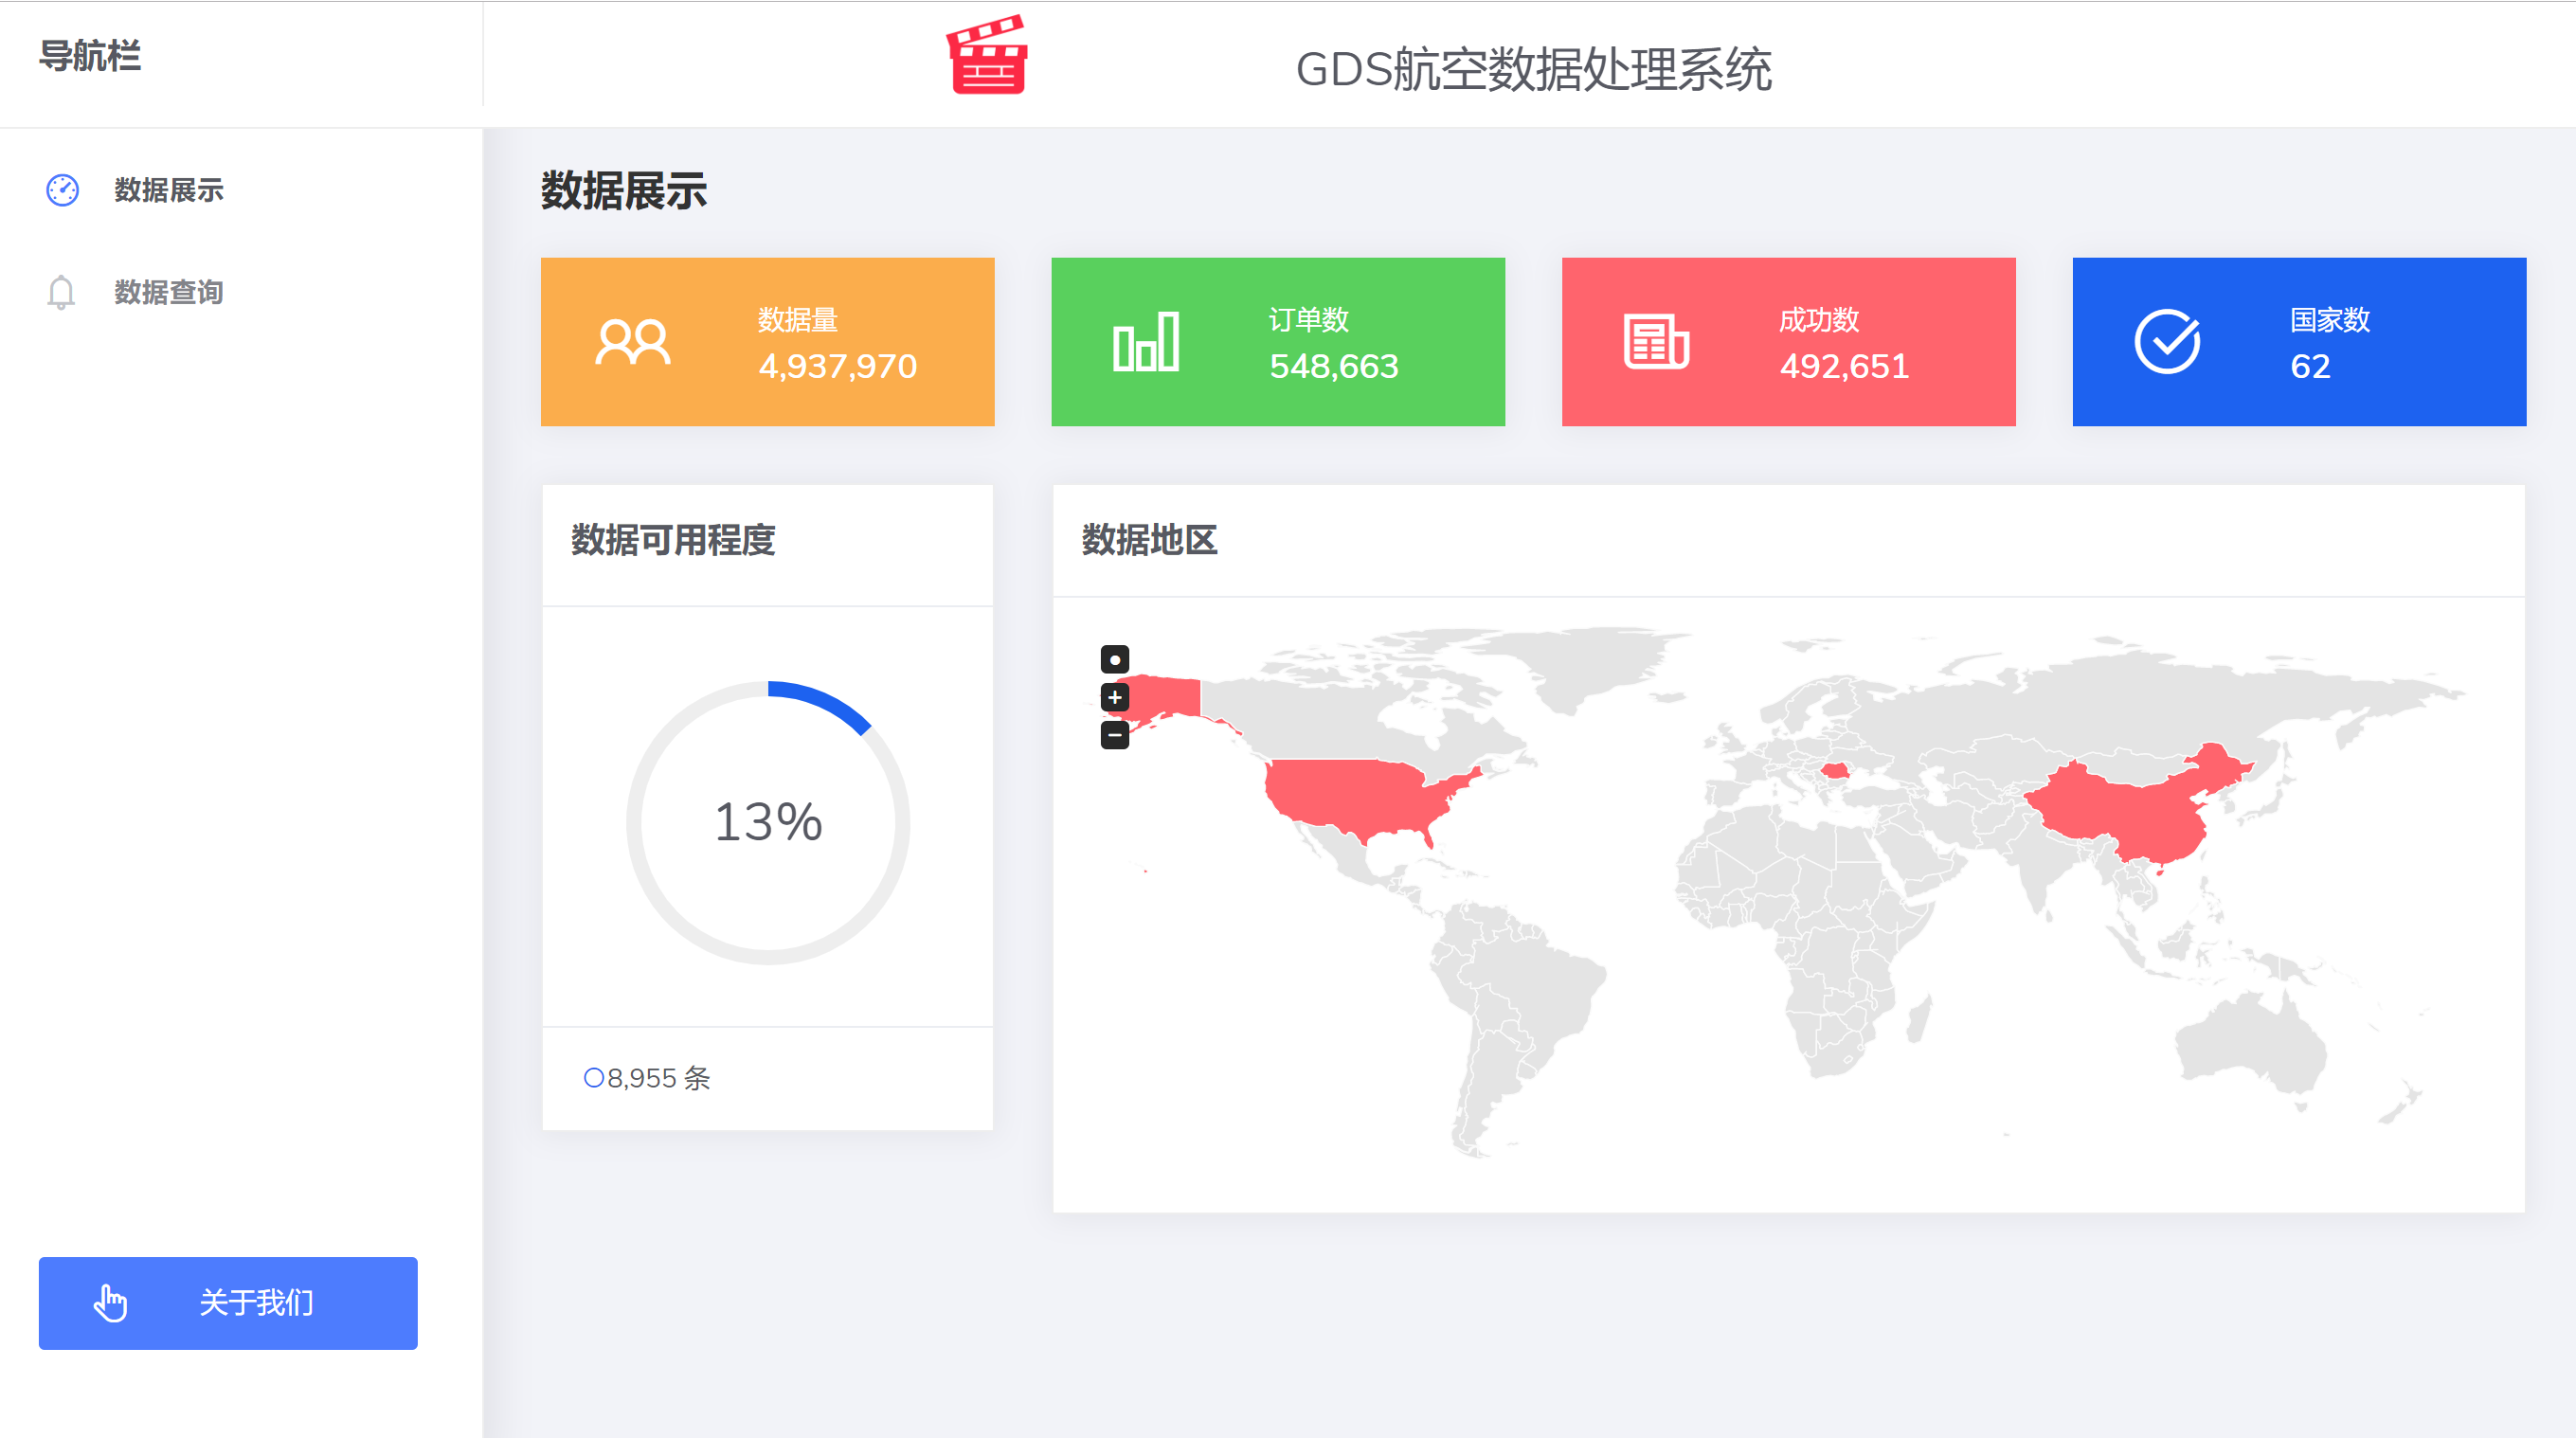 导航栏
GDS航空数据处理系统
数据展示
数据查询
关于我们
数据展示
数据量
4,937,970
订单数
548,663
成功数
492,651
国家数
62
数据可用程度
13%
8,955 条
数据地区
+
−